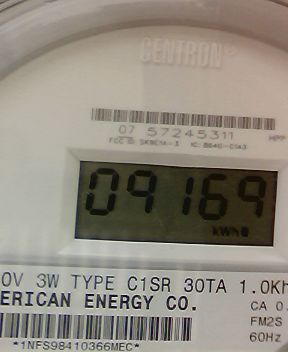 CENTRON®
07 57245311
09169
kWh
0V 3W TYPE C1SR 30TA 1.0Kh
ERICAN ENERGY CO.
CA 0.
FM2S
60Hz
*1NFS98410366MEC*